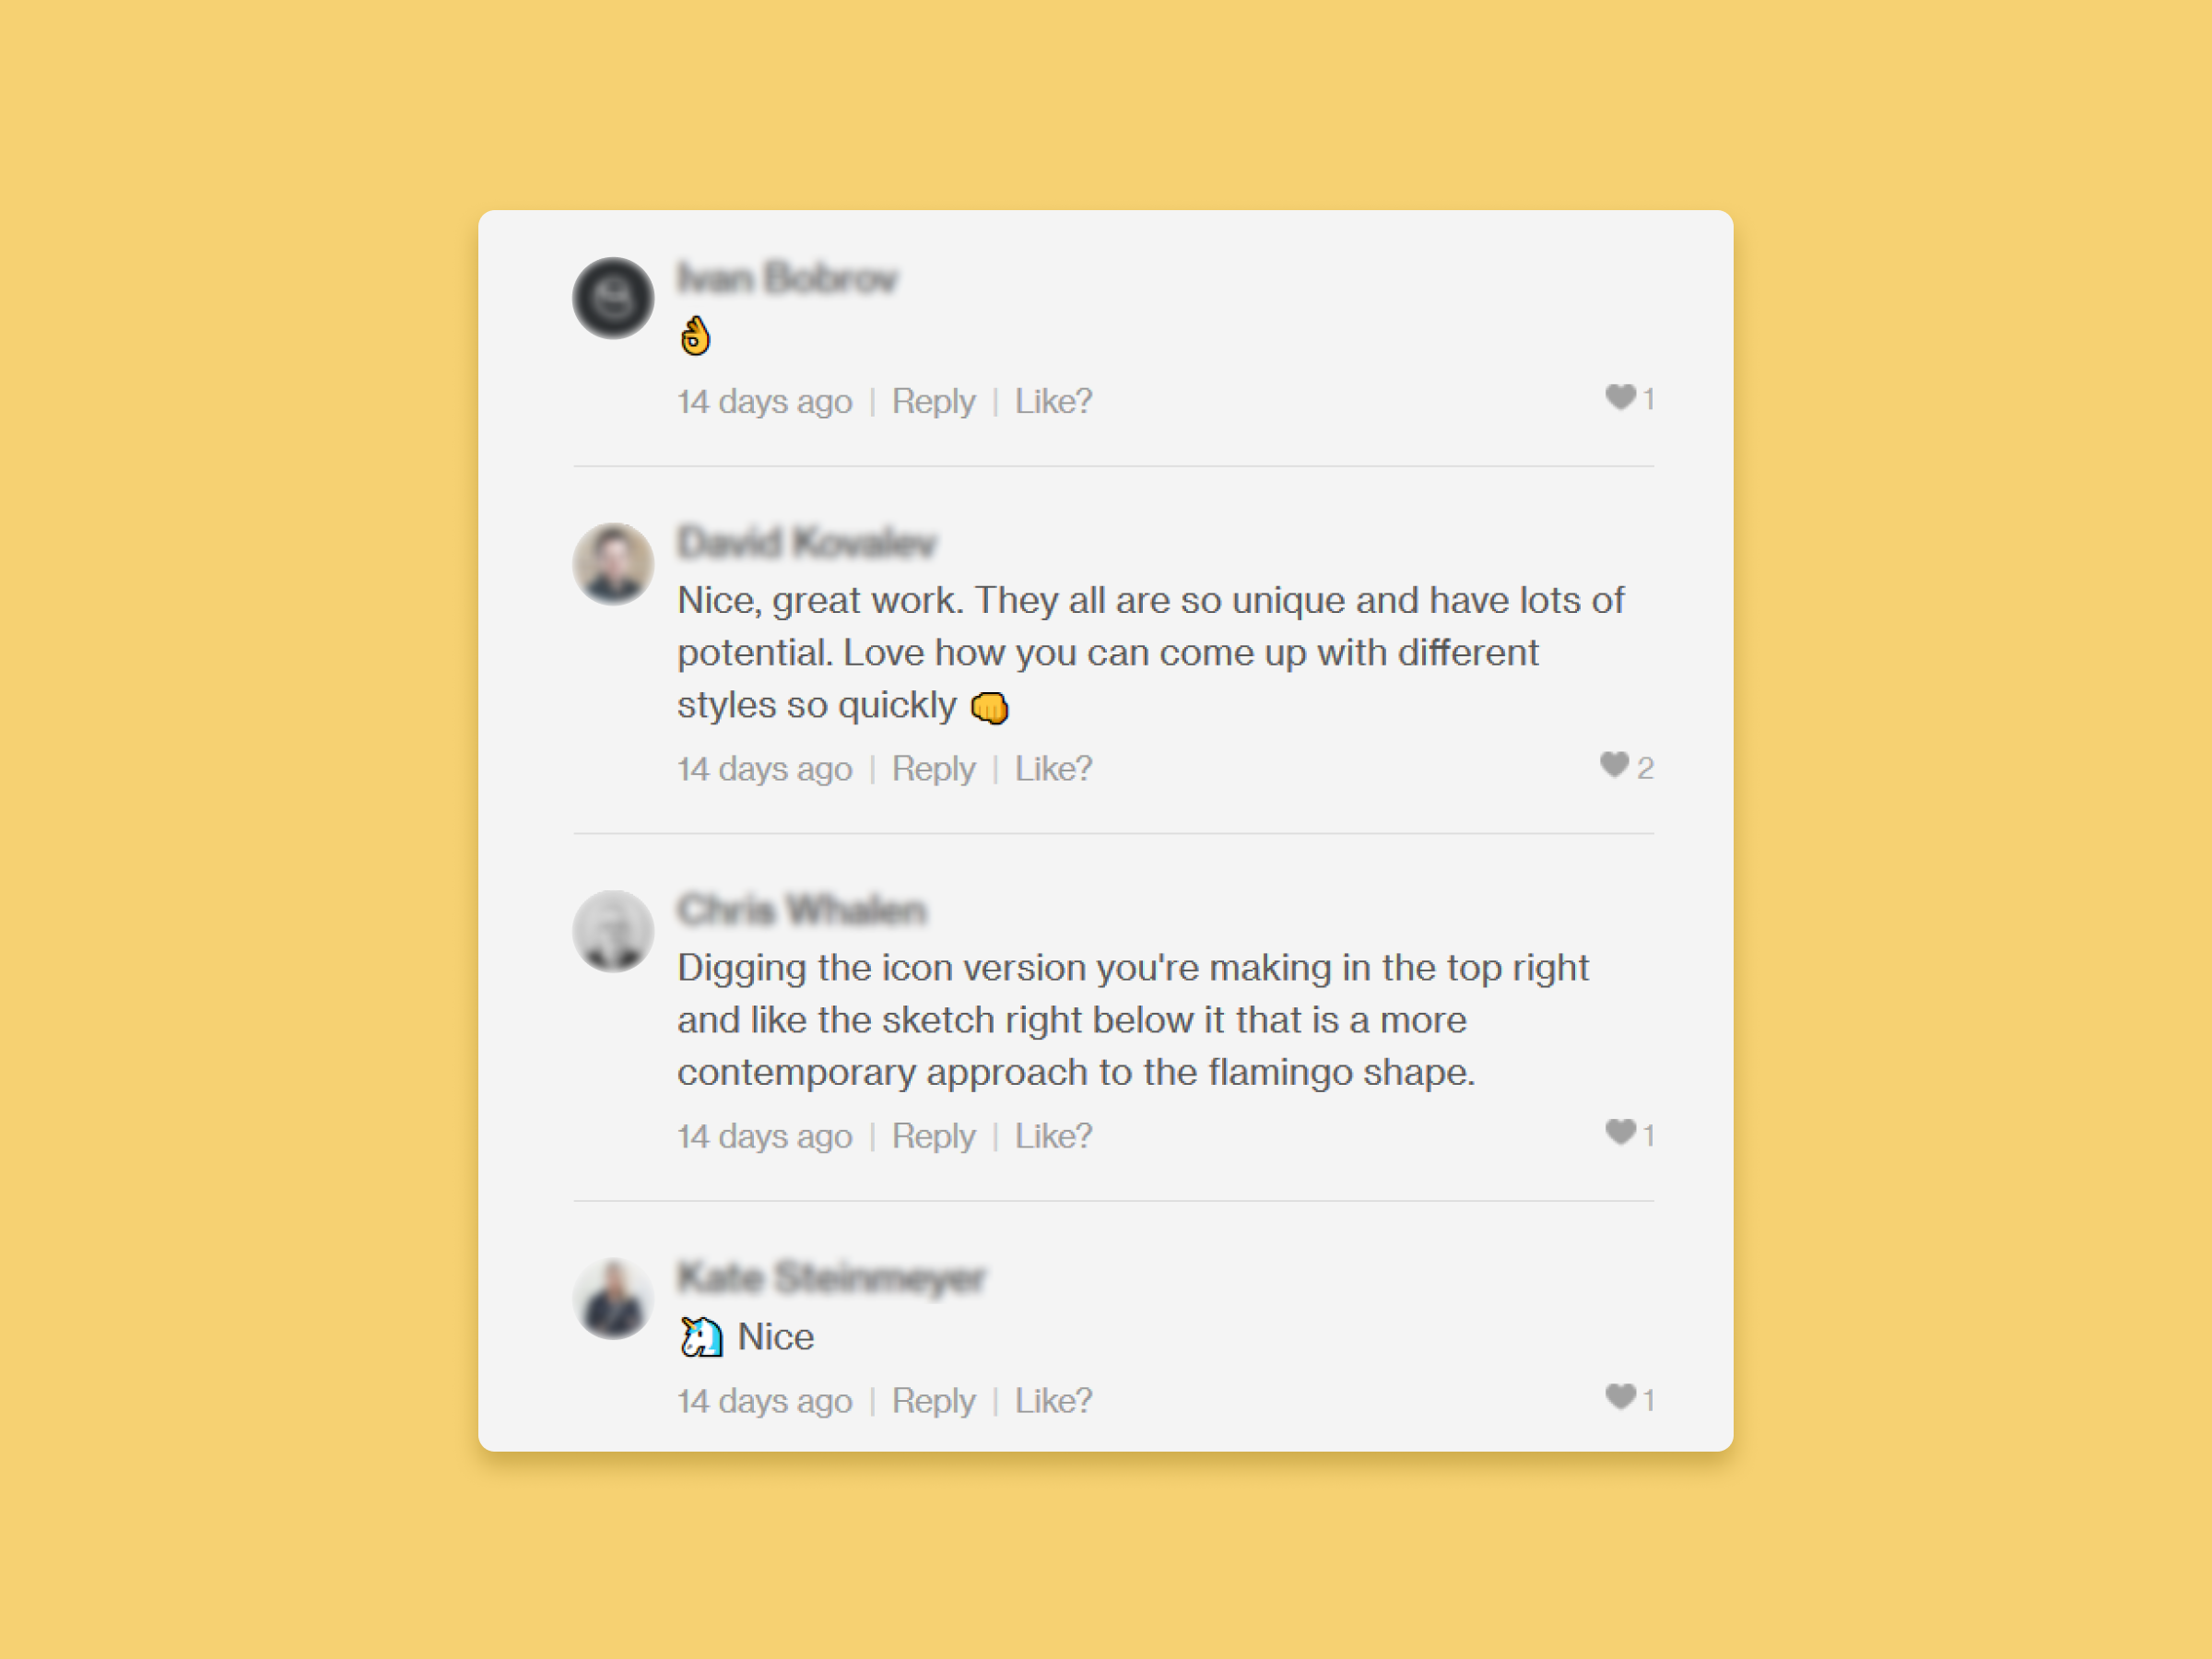 Ivan Bobrov
👌
14 days ago | Reply | Like?
1
David Kovalev
Nice, great work. They all are so unique and have lots of
potential. Love how you can come up with different
styles so quickly 👊
14 days ago | Reply | Like?
2
Chris Whalen
Digging the icon version you're making in the top right
and like the sketch right below it that is a more
contemporary approach to the flamingo shape.
14 days ago | Reply | Like?
1
Kate Steinmeyer
🦄 Nice
14 days ago | Reply | Like?
1